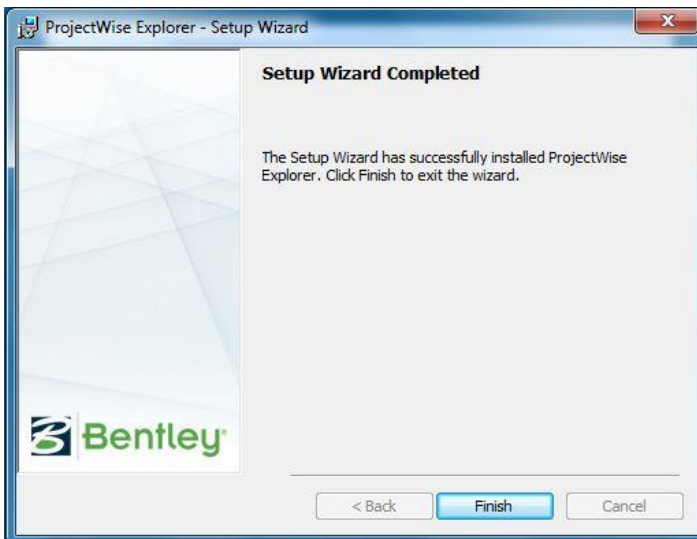 ProjectWise Explorer - Setup Wizard
Setup Wizard Completed
The Setup Wizard has successfully installed ProjectWise
Explorer. Click Finish to exit the wizard.
Bentley
< Back Finish Cancel